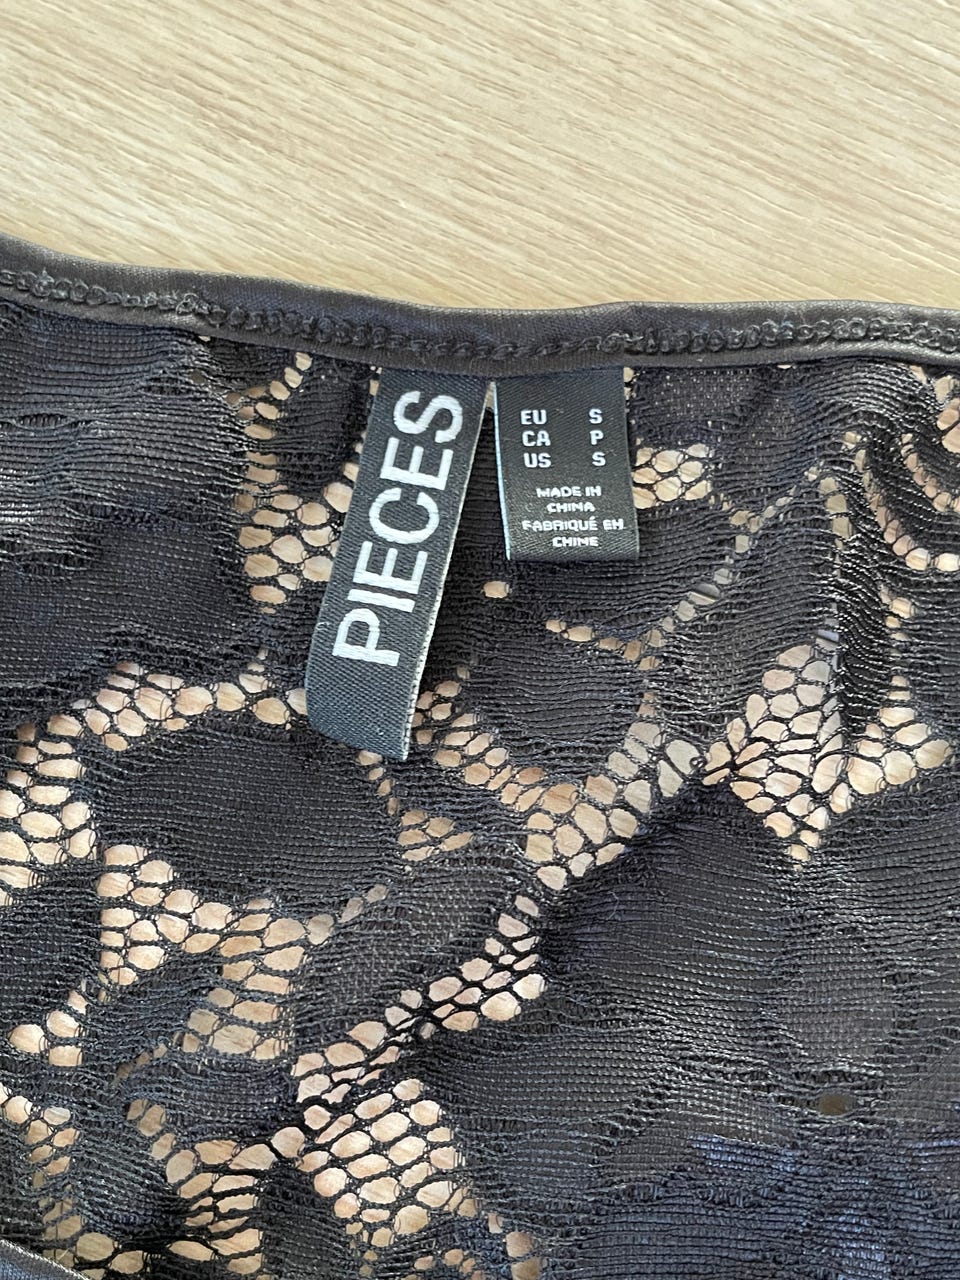 PIECES
EU S
CA P
US S
MADE IN
CHINA
FABRIQUÉ EN
CHINE